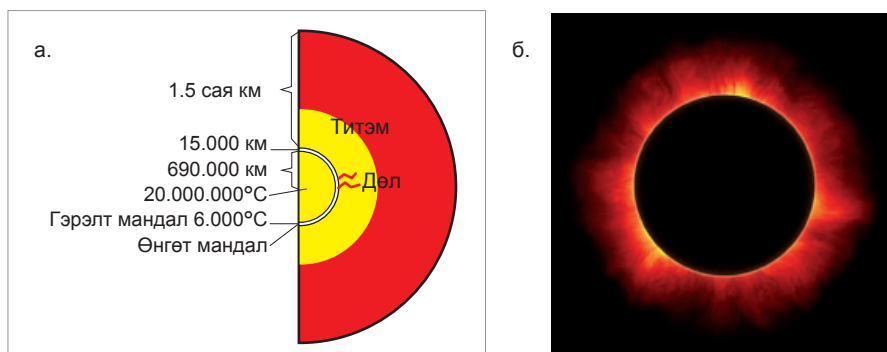 а.
1.5 сая км
Титэм
15.000 км
690.000 км
Дөл
20.000.000°C
Гэрэлт мандал 6.000°C
Өнгөт мандал
б.